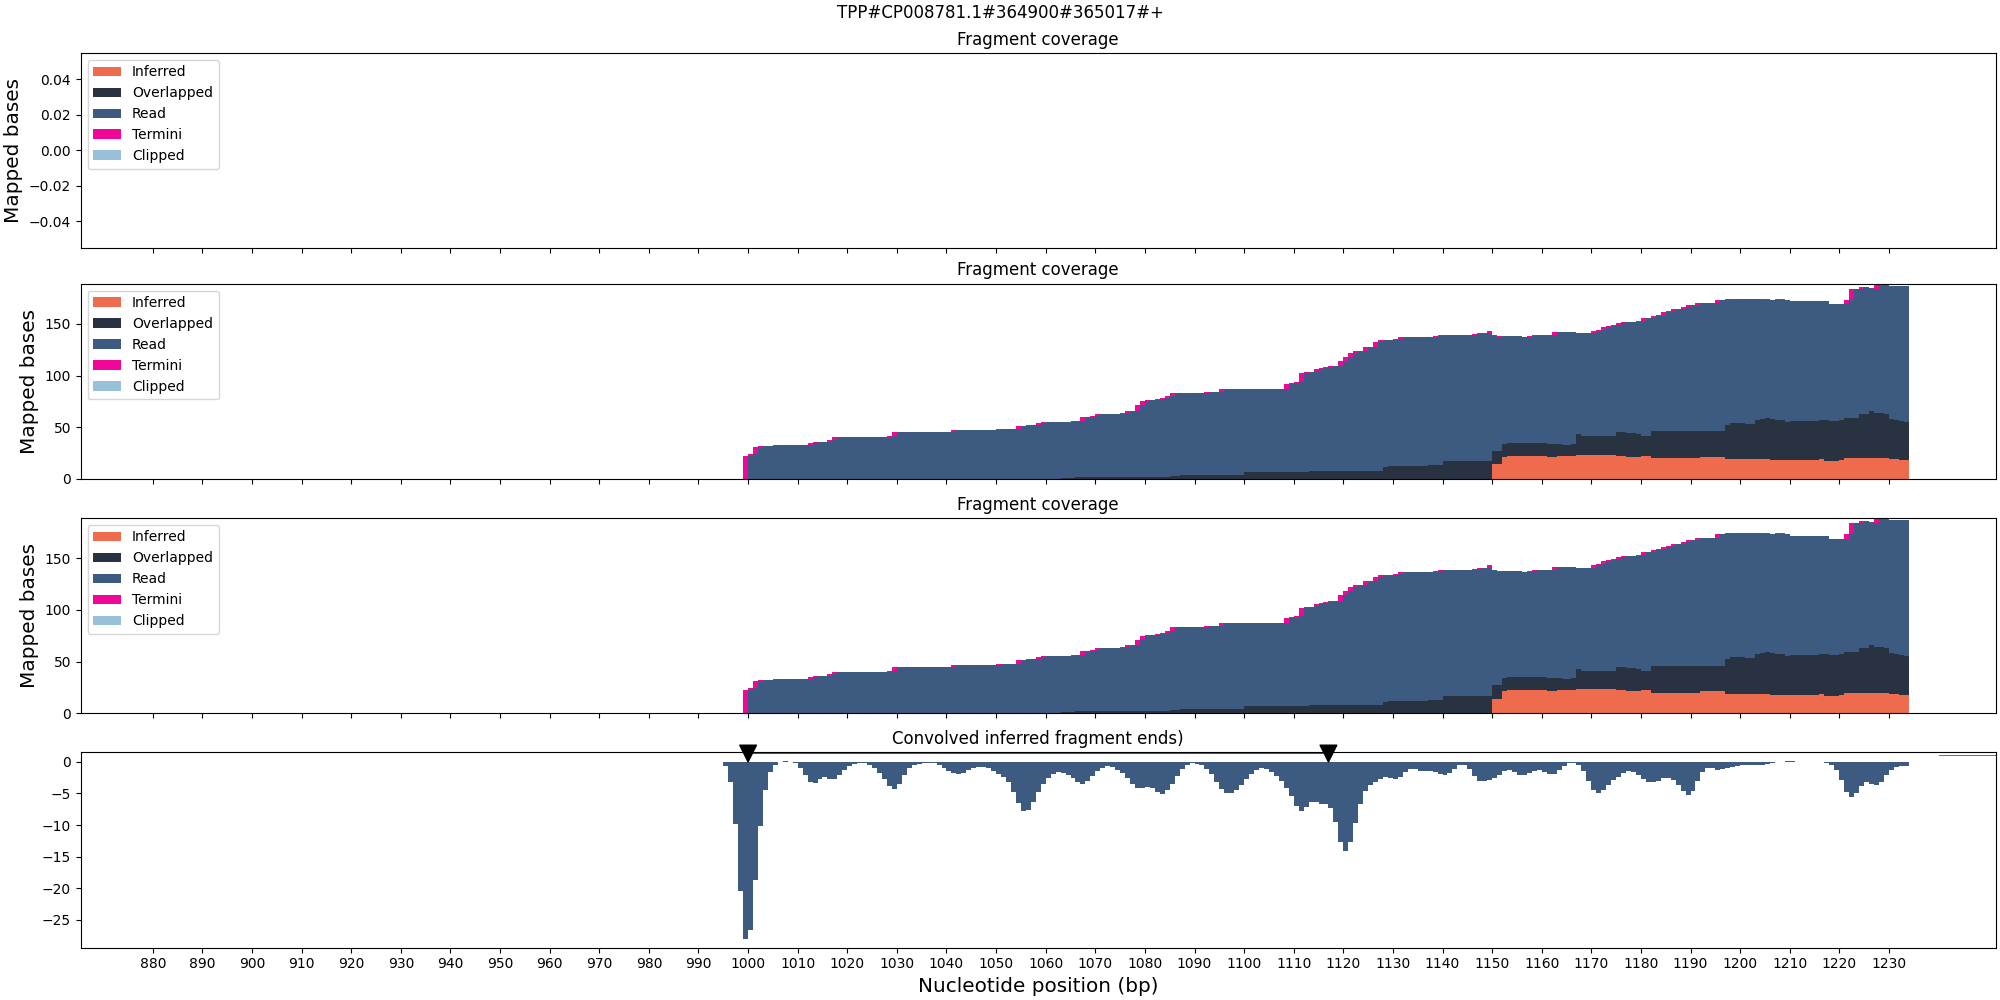 TPP#CP008781.1#364900#365017#+
Fragment coverage
Mapped bases
0.04
0.02
0.00
−0.02
−0.04
Inferred
Overlapped
Read
Termini
Clipped
Fragment coverage
Mapped bases
150
100
50
0
Inferred
Overlapped
Read
Termini
Clipped
Fragment coverage
Mapped bases
150
100
50
0
Inferred
Overlapped
Read
Termini
Clipped
Convolved inferred fragment ends)
0
−5
−10
−15
−20
−25
880 890 900 910 920 930 940 950 960 970 980 990 1000 1010 1020 1030 1040 1050 1060 1070 1080 1090 1100 1110 1120 1130 1140 1150 1160 1170 1180 1190 1200 1210 1220 1230
Nucleotide position (bp)